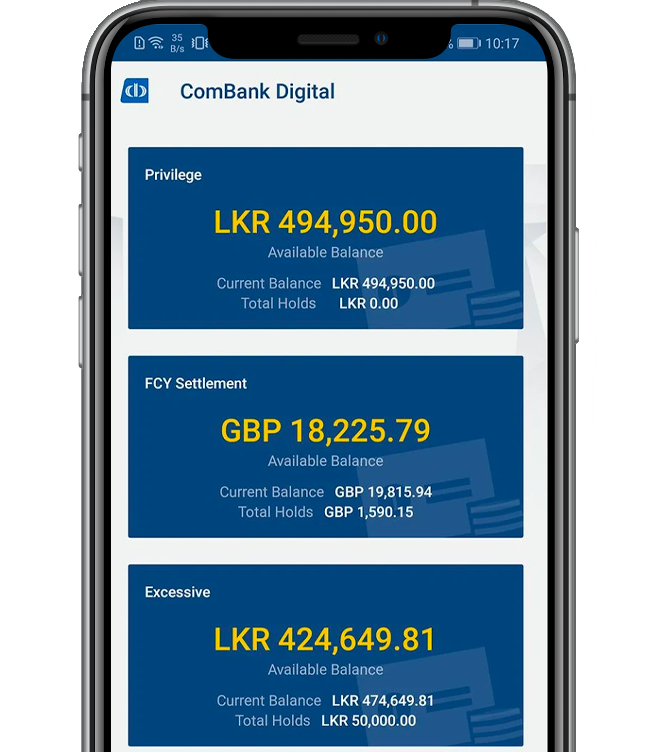 35
B/s
10:17
ComBank Digital
Privilege
LKR 494,950.00
Available Balance
Current Balance LKR 494,950.00
Total Holds LKR 0.00
FCY Settlement
GBP 18,225.79
Available Balance
Current Balance GBP 19,815.94
Total Holds GBP 1,590.15
Excessive
LKR 424,649.81
Available Balance
Current Balance LKR 474,649.81
Total Holds LKR 50,000.00